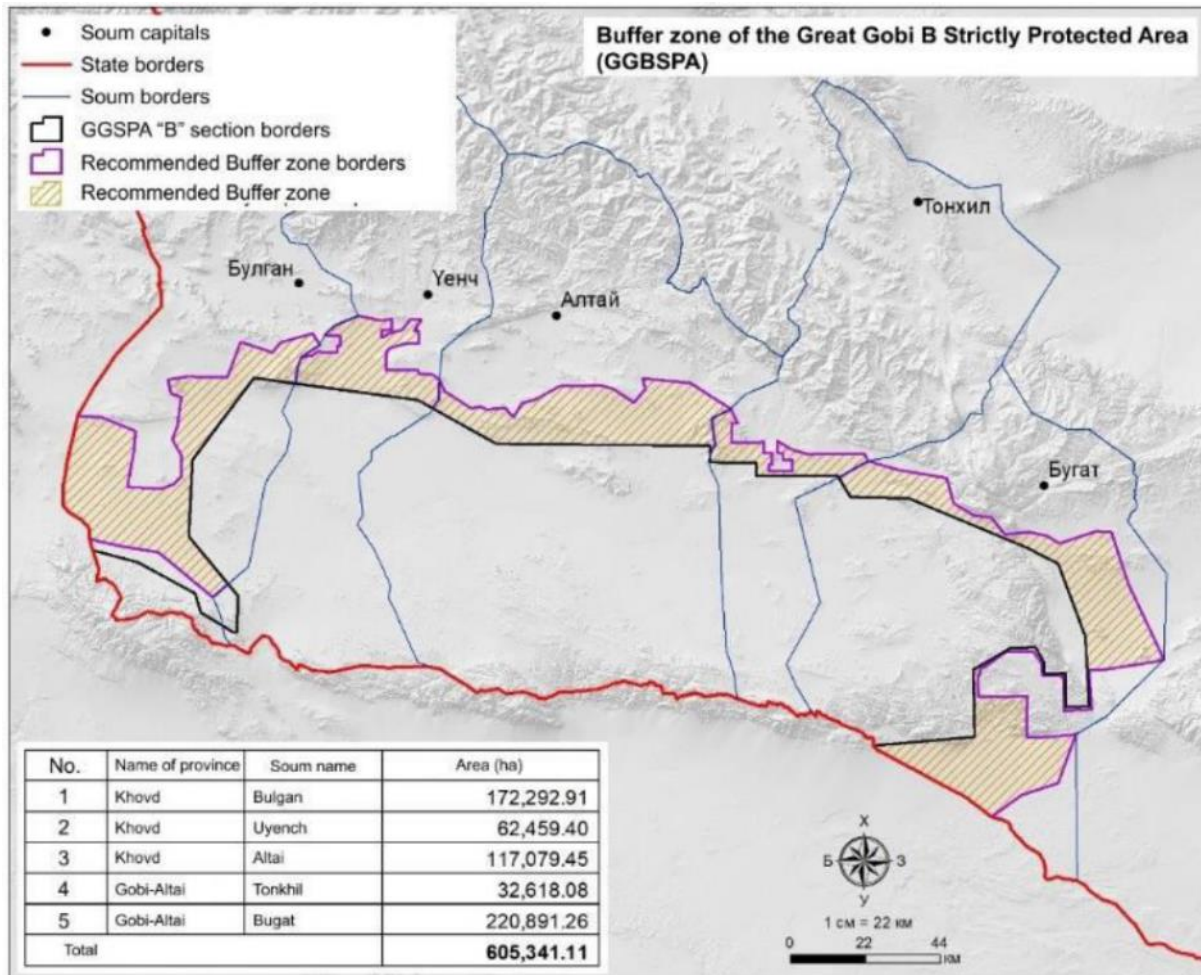 Soum capitals
State borders
Soum borders
GGSPA "B" section borders
Recommended Buffer zone borders
Recommended Buffer zone
Buffer zone of the Great Gobi B Strictly Protected Area
(GGBSPA)
Тонхил
Булган
Үенч
Алтай
Бугат
No. Name of province Soum name Area (ha)
1 Khovd Bulgan 172,292.91
2 Khovd Uyench 62,459.40
3 Khovd Altai 117,079.45
4 Gobi-Altai Tonkhil 32,618.08
5 Gobi-Altai Bugat 220,891.26
Total 605,341.11
Х
Б З
У
1 см = 22 км
0 22 44
км